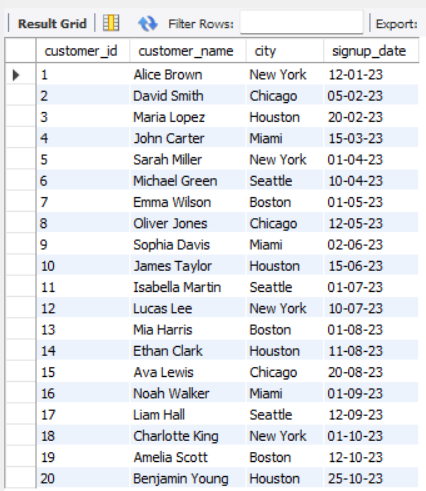 Result Grid Filter Rows: Export:
customer_id customer_name city signup_date
1 Alice Brown New York 12-01-23
2 David Smith Chicago 05-02-23
3 Maria Lopez Houston 20-02-23
4 John Carter Miami 15-03-23
5 Sarah Miller New York 01-04-23
6 Michael Green Seattle 10-04-23
7 Emma Wilson Boston 01-05-23
8 Oliver Jones Chicago 12-05-23
9 Sophia Davis Miami 02-06-23
10 James Taylor Houston 15-06-23
11 Isabella Martin Seattle 01-07-23
12 Lucas Lee New York 10-07-23
13 Mia Harris Boston 01-08-23
14 Ethan Clark Houston 11-08-23
15 Ava Lewis Chicago 20-08-23
16 Noah Walker Miami 01-09-23
17 Liam Hall Seattle 12-09-23
18 Charlotte King New York 01-10-23
19 Amelia Scott Boston 12-10-23
20 Benjamin Young Houston 25-10-23